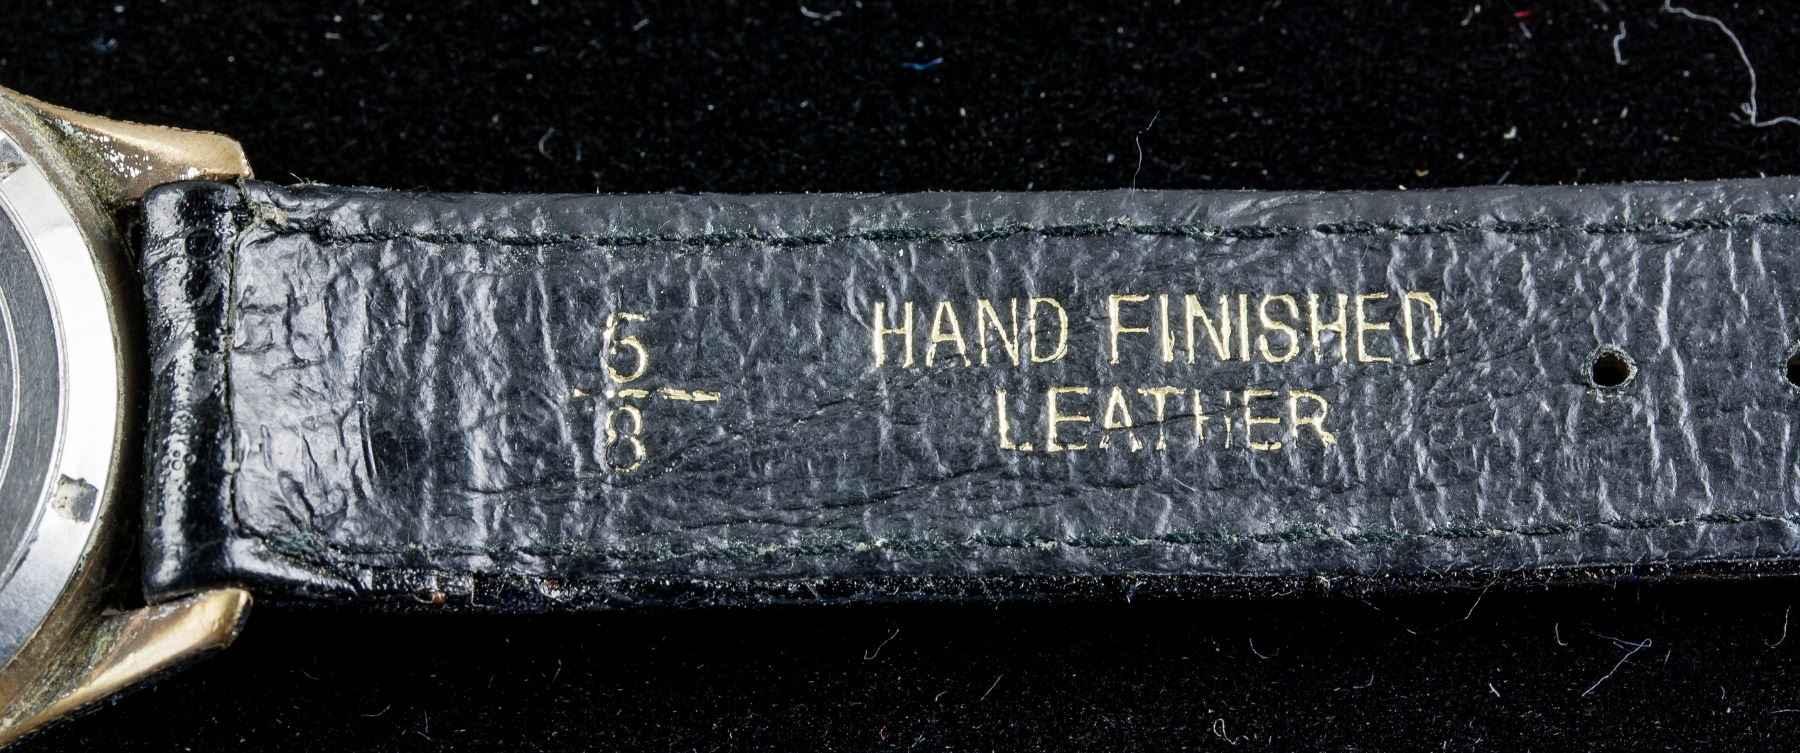 5/8
HAND FINISHED
LEATHER